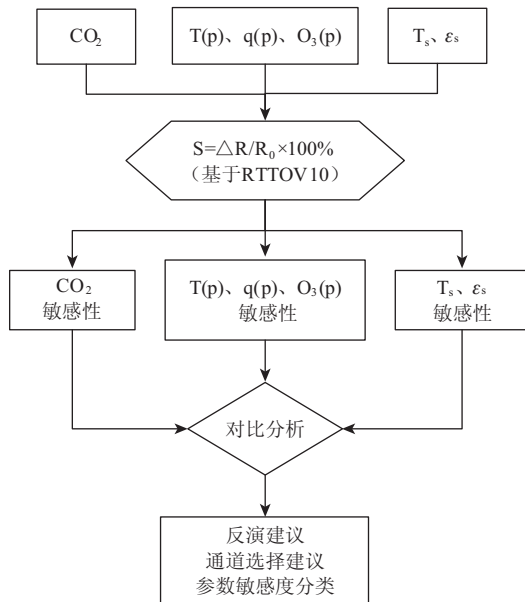 CO₂
T(p)、q(p)、O₃(p)
Tₛ、εₛ
S=△R/R₀×100%
（基于RTTOV10）
CO₂
敏感性
T(p)、q(p)、O₃(p)
敏感性
Tₛ、εₛ
敏感性
对比分析
反演建议
通道选择建议
参数敏感度分类